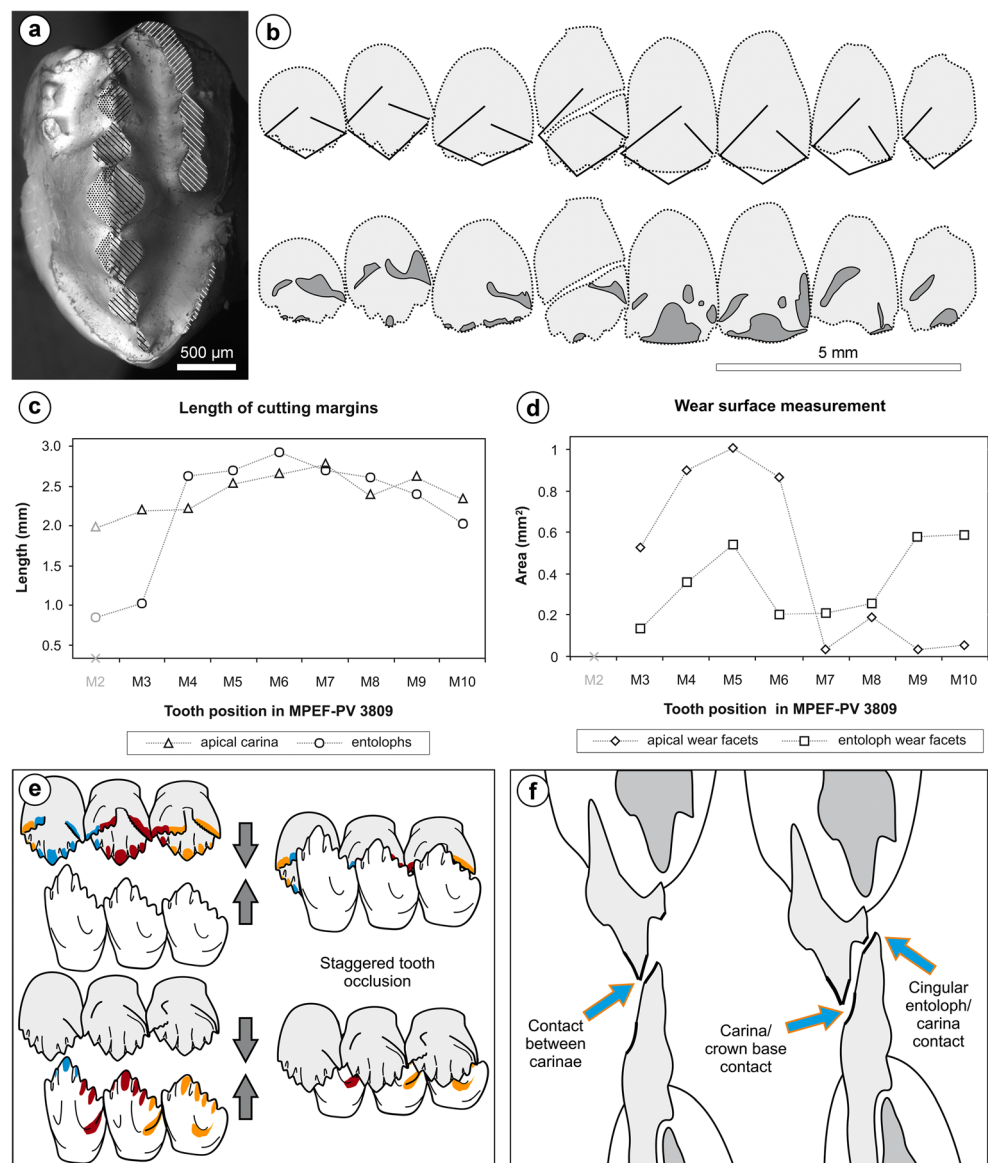 a
500 µm
b
5 mm
c
Length of cutting margins
3.0
2.5
2.0
1.5
1.0
0.5
Length (mm)
M2 M3 M4 M5 M6 M7 M8 M9 M10
Tooth position in MPEF-PV 3809
apical carina entolophs
d
Wear surface measurement
1
0.8
0.6
0.4
0.2
0
Area (mm²)
M2 M3 M4 M5 M6 M7 M8 M9 M10
Tooth position in MPEF-PV 3809
apical wear facets entoloph wear facets
e
Staggered tooth
occlusion
f
Contact
between
carinae
Carina/
crown base
contact
Cingular
entoloph/
carina
contact